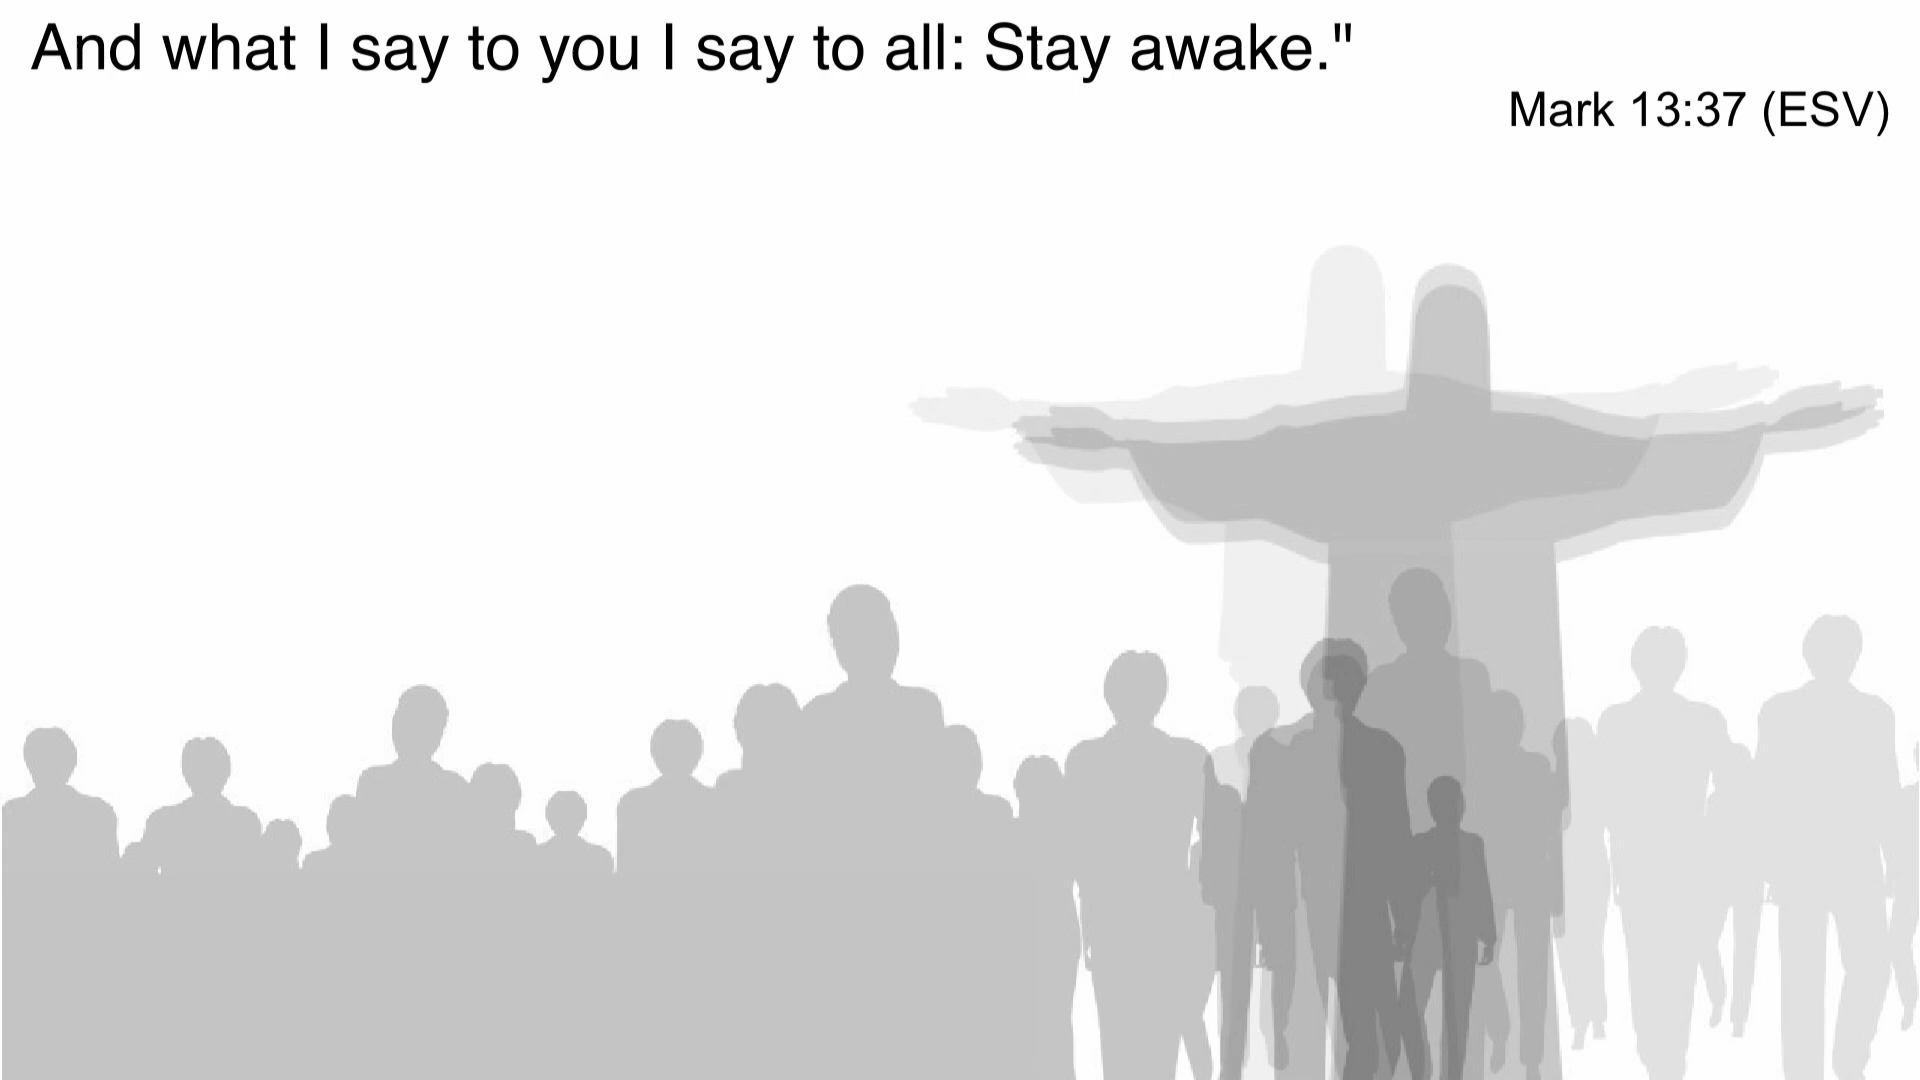 And what I say to you I say to all: Stay awake."
Mark 13:37 (ESV)